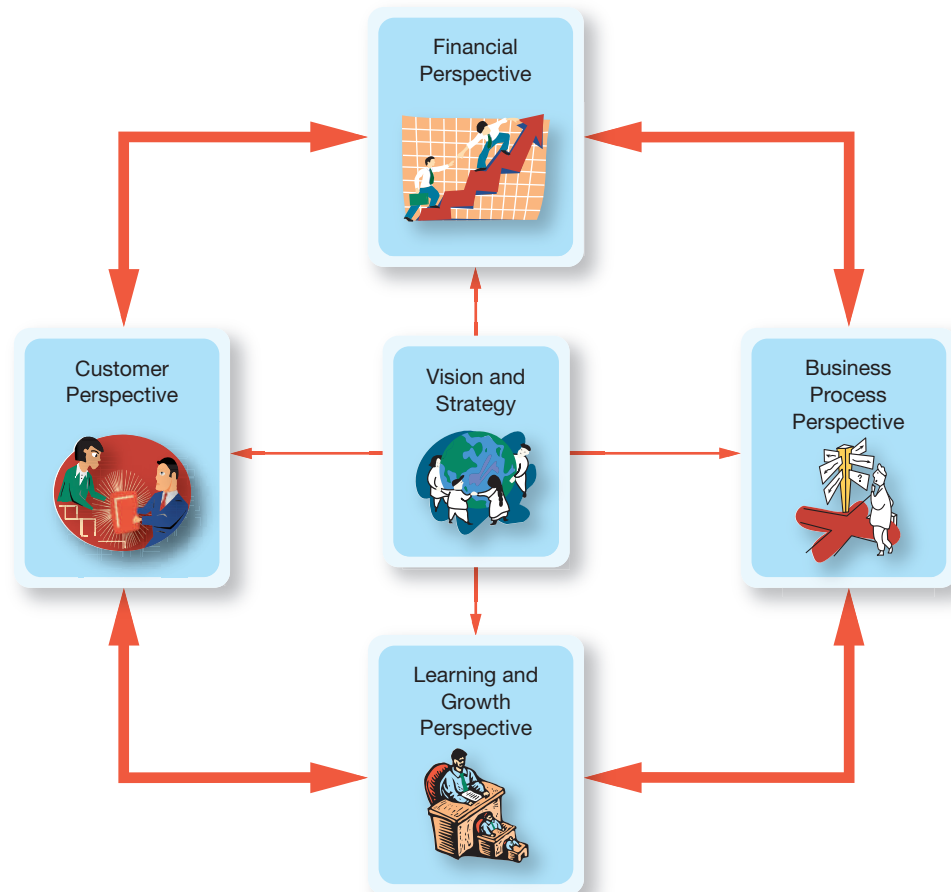 Financial
Perspective
Customer
Perspective
Vision and
Strategy
Business
Process
Perspective
?
Learning and
Growth
Perspective